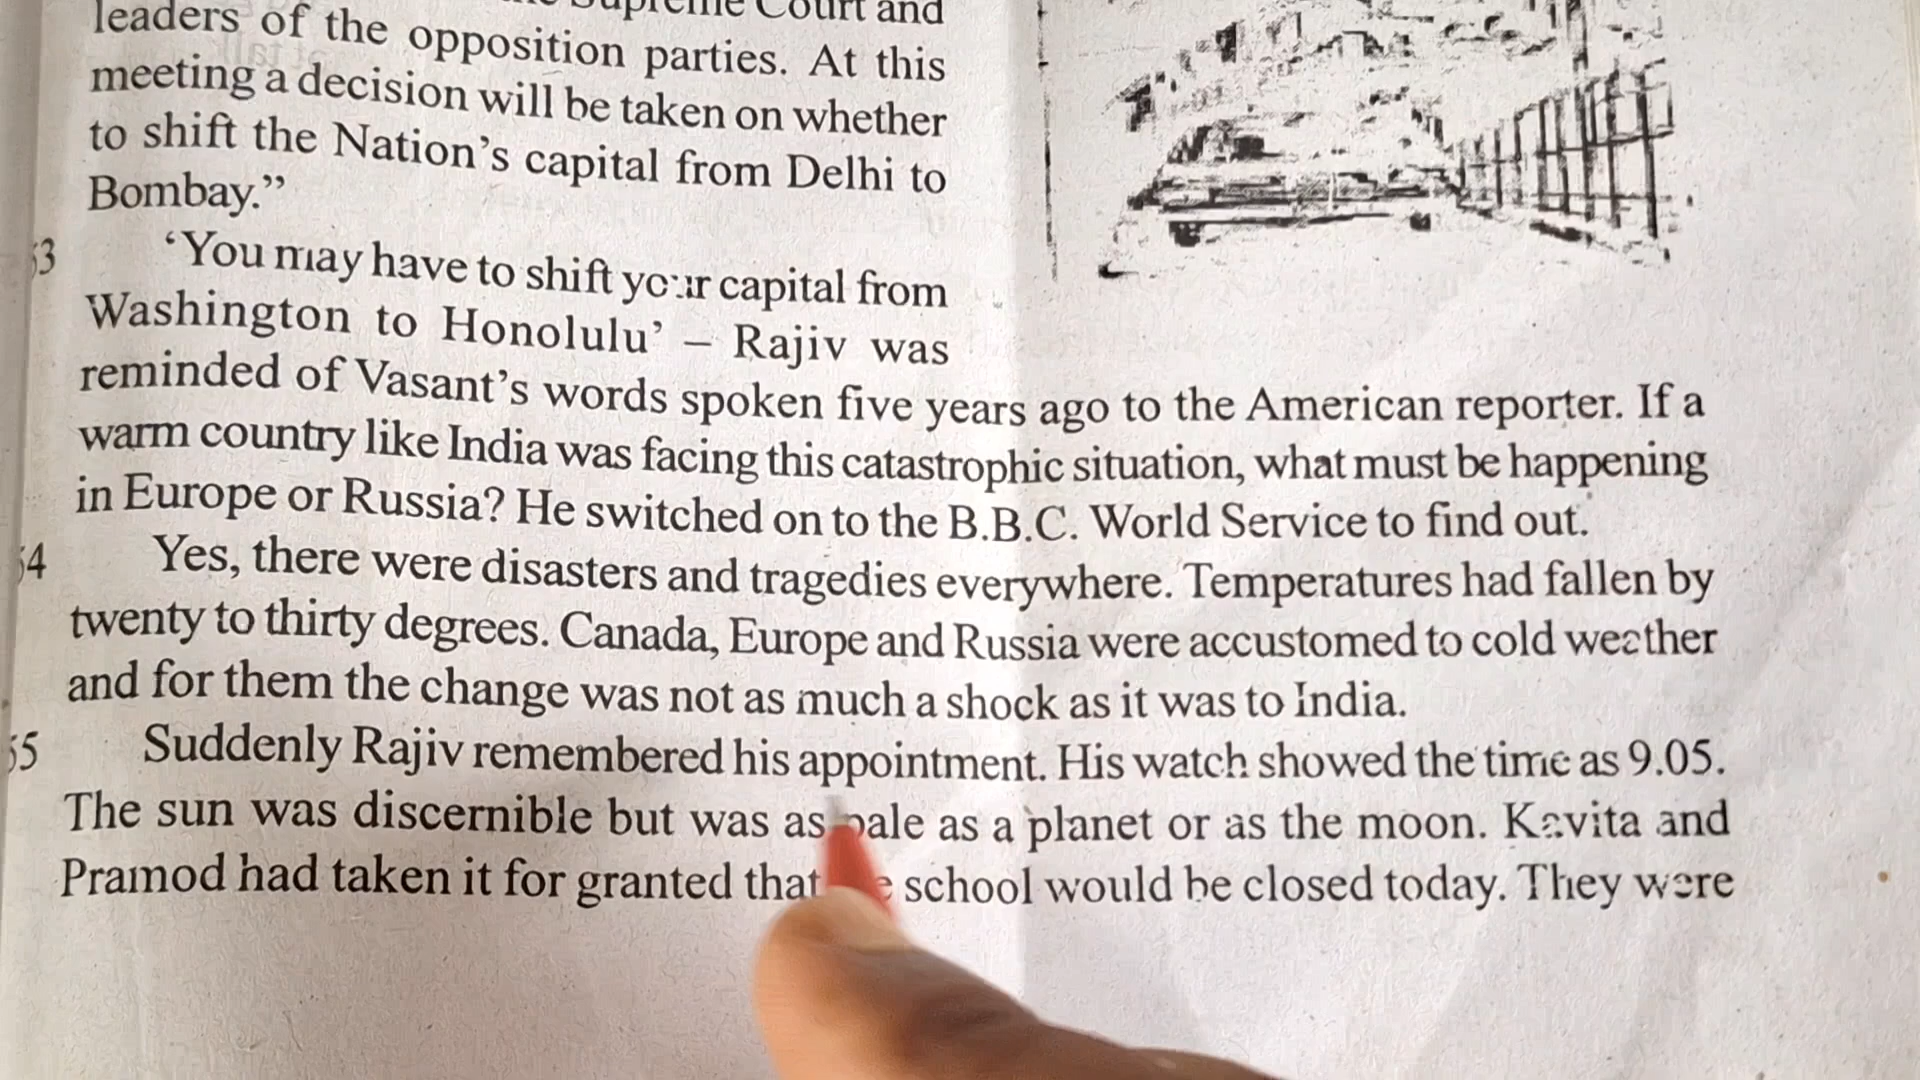 Supreme Court and
leaders of the opposition parties. At this
meeting a decision will be taken on whether
to shift the Nation's capital from Delhi to
Bombay."
53 'You may have to shift your capital from
Washington to Honolulu' – Rajiv was
reminded of Vasant's words spoken five years ago to the American reporter. If a
warm country like India was facing this catastrophic situation, what must be happening
in Europe or Russia? He switched on to the B.B.C. World Service to find out.
54 Yes, there were disasters and tragedies everywhere. Temperatures had fallen by
twenty to thirty degrees. Canada, Europe and Russia were accustomed to cold weather
and for them the change was not as much a shock as it was to India.
55 Suddenly Rajiv remembered his appointment. His watch showed the time as 9.05.
The sun was discernible but was as pale as a planet or as the moon. Kavita and
Pramod had taken it for granted that school would be closed today. They were